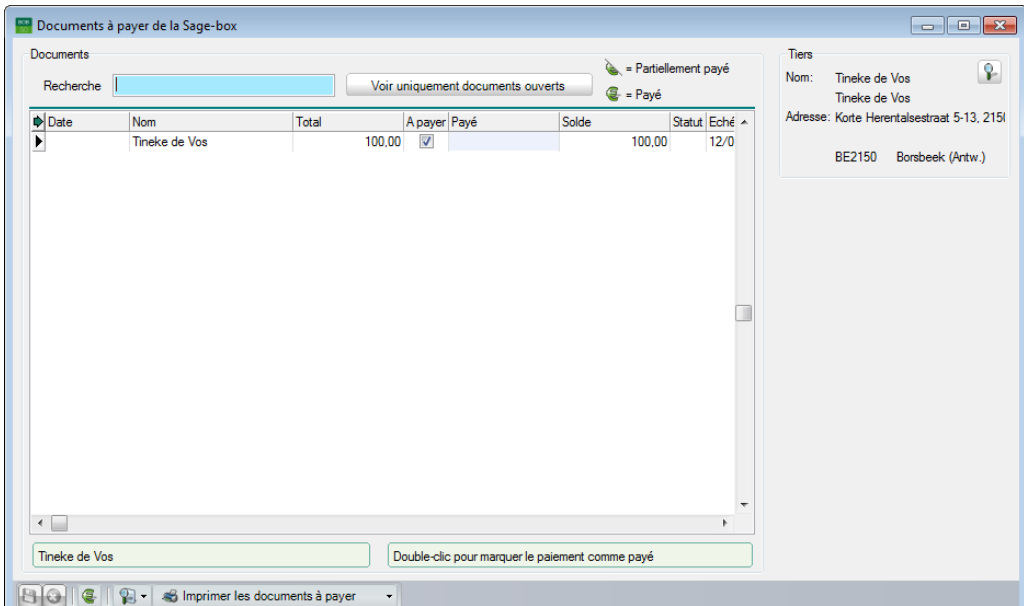 Documents à payer de la Sage-box
Documents
Recherche
Voir uniquement documents ouverts
= Partiellement payé
= Payé
Date Nom Total A payer Payé Solde Statut Eché
Tineke de Vos 100,00 100,00 12/0
Tineke de Vos
Double-clic pour marquer le paiement comme payé
Imprimer les documents à payer
Tiers
Nom: Tineke de Vos
Tineke de Vos
Adresse: Korte Herentalsestraat 5-13, 215(
BE2150 Borsbeek (Antw.)